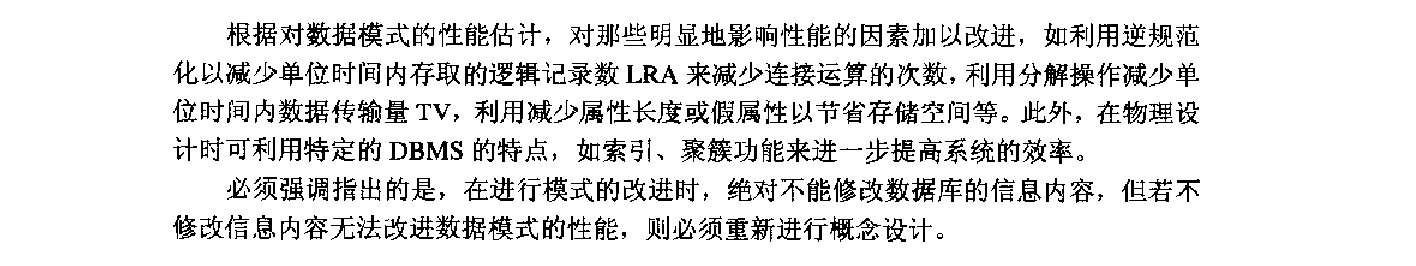 根据对数据模式的性能估计，对那些明显地影响性能的因素加以改进，如利用逆规范
化以减少单位时间内存取的逻辑记录数 LRA 来减少连接运算的次数，利用分解操作减少单
位时间内数据传输量 TV，利用减少属性长度或假属性以节省存储空间等。此外，在物理设
计时可利用特定的 DBMS 的特点，如索引、聚簇功能来进一步提高系统的效率。
必须强调指出的是，在进行模式的改进时，绝对不能修改数据库的信息内容，但若不
修改信息内容无法改进数据模式的性能，则必须重新进行概念设计。